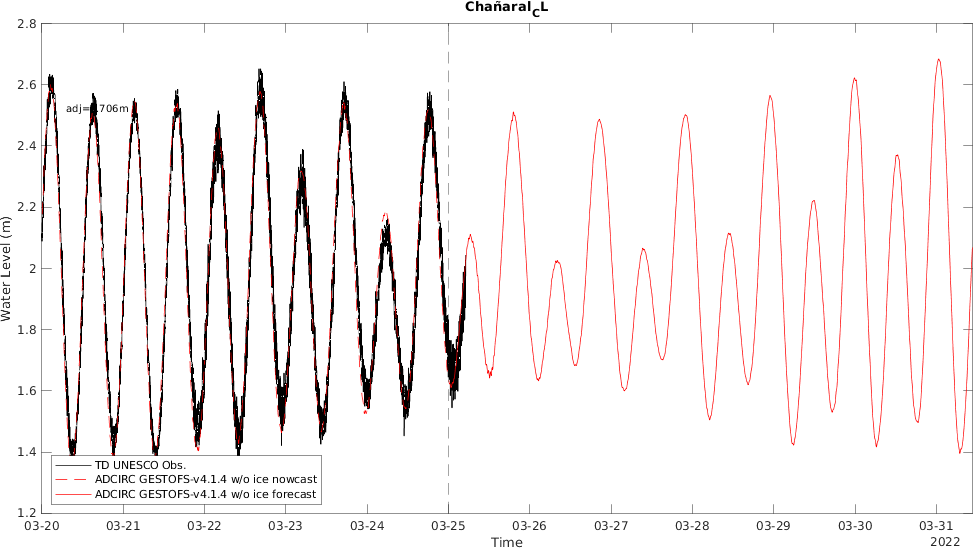 Chañaral_CL
2.8
2.6
2.4
2.2
2
1.8
1.6
1.4
1.2
Water Level (m)
adj= 706m
TD UNESCO Obs.
ADCIRC GESTOFS-v4.1.4 w/o ice nowcast
ADCIRC GESTOFS-v4.1.4 w/o ice forecast
03-20 03-21 03-22 03-23 03-24 03-25 03-26 03-27 03-28 03-29 03-30 03-31
Time
2022